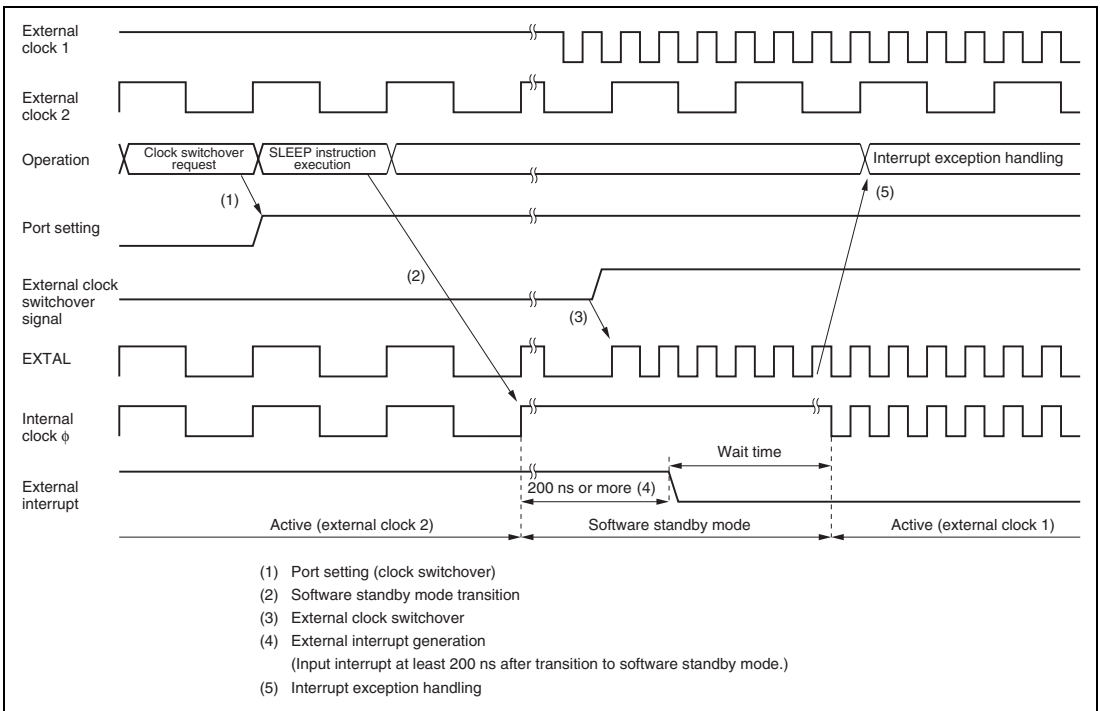 External
clock 1
External
clock 2
Operation
Clock switchover
request
SLEEP instruction
execution
Interrupt exception handling
(1)
(5)
Port setting
(2)
External clock
switchover
signal
(3)
EXTAL
Internal
clock ϕ
Wait time
External
interrupt
200 ns or more (4)
Active (external clock 2)
Software standby mode
Active (external clock 1)
(1) Port setting (clock switchover)
(2) Software standby mode transition
(3) External clock switchover
(4) External interrupt generation
(Input interrupt at least 200 ns after transition to software standby mode.)
(5) Interrupt exception handling